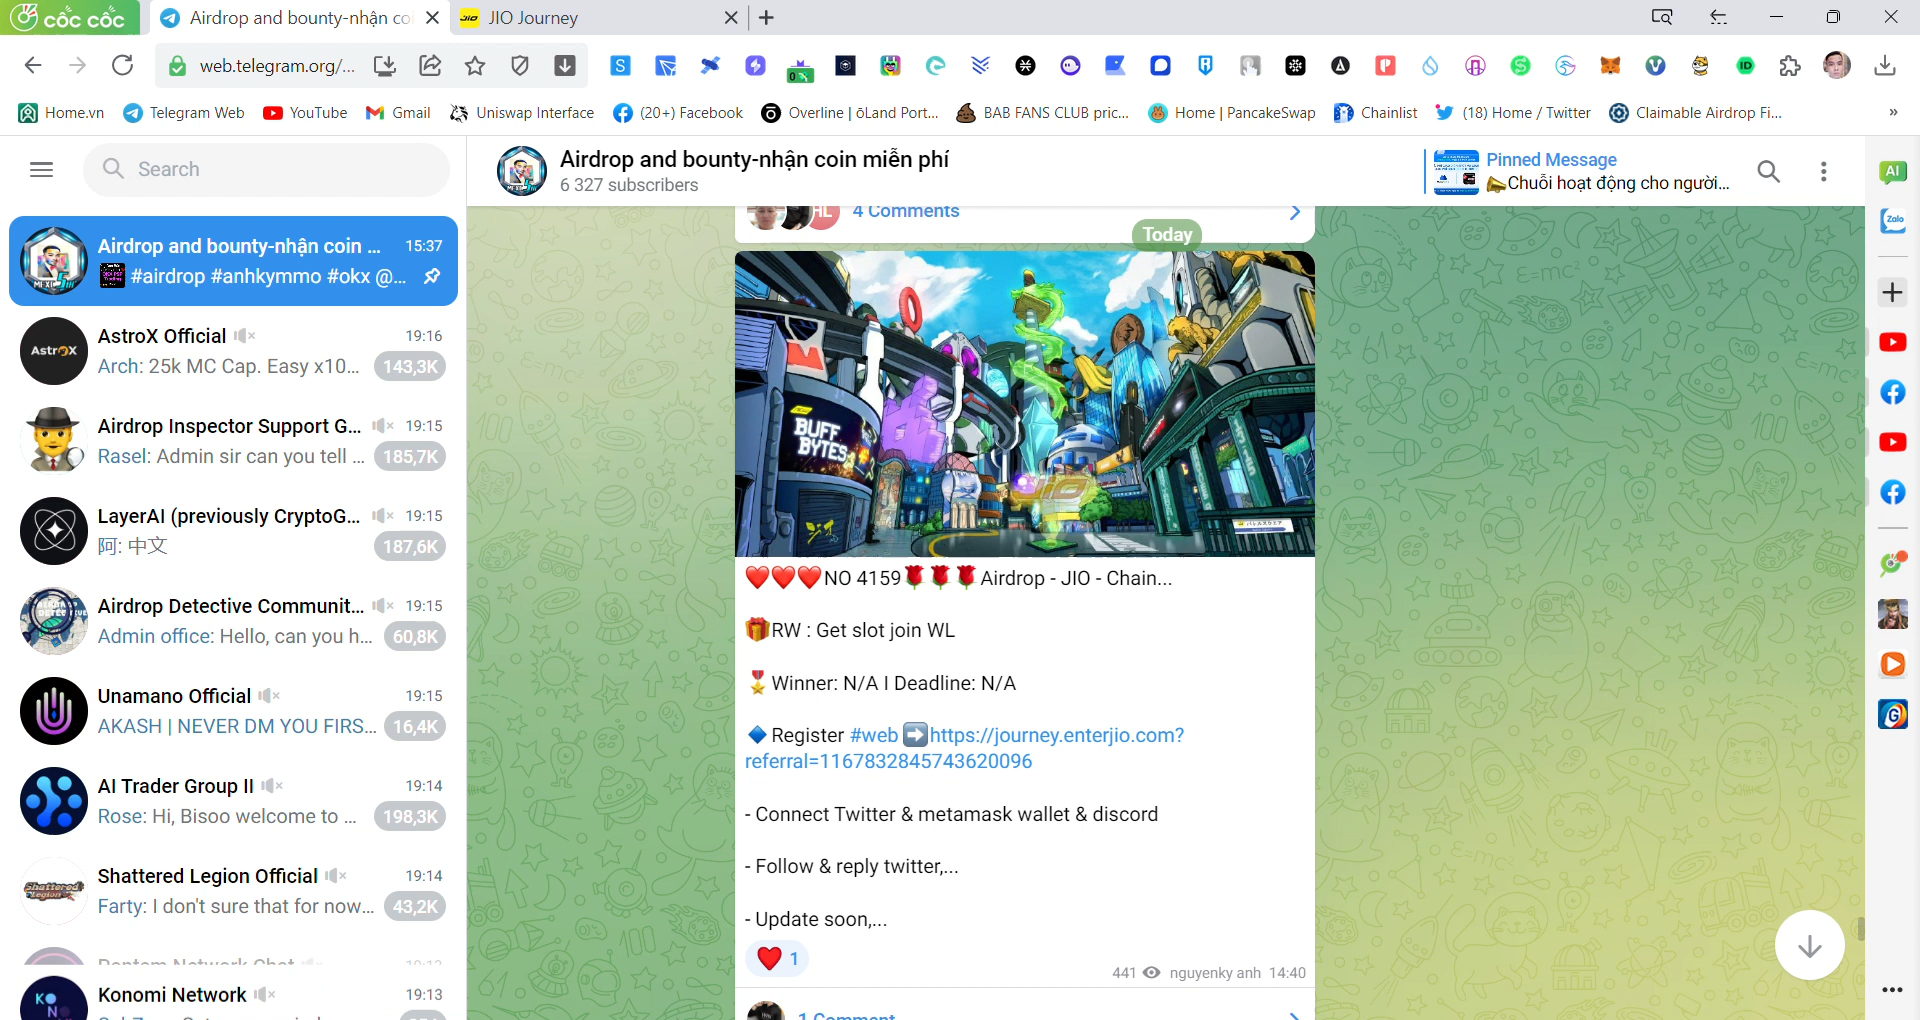 cốc cốc
Airdrop and bounty-nhận co
JIO Journey
web.telegram.org/...
Home.vn
Telegram Web
YouTube
Gmail
Uniswap Interface
(20+) Facebook
Overline | ōLand Port...
BAB FANS CLUB pric...
Home | PancakeSwap
Chainlist
(18) Home / Twitter
Claimable Airdrop Fi...
Search
Airdrop and bounty-nhận coin miễn phí
6 327 subscribers
Pinned Message
📣Chuỗi hoạt động cho người...
Airdrop and bounty-nhận coin ... 15:37
#airdrop #anhkymmo #okx @...
AstroX
AstroX Official 19:16
Arch: 25k MC Cap. Easy x10... 143,3K
Airdrop Inspector Support G... 19:15
Rasel: Admin sir can you tell ... 185,7K
LayerAI (previously CryptoG... 19:15
阿: 中文 187,6K
Airdrop Detective Communit... 19:15
Admin office: Hello, can you h... 60,8K
Unamano Official 19:15
AKASH | NEVER DM YOU FIRS... 16,4K
AI Trader Group II 19:14
Rose: Hi, Bisoo welcome to ... 198,3K
Shattered Legion
Shattered Legion Official 19:14
Farty: I don't sure that for now... 43,2K
Konomi Network 19:13
4 Comments
Today
BUFF
BYTES
JIO
❤️❤️❤️NO 4159🌹🌹🌹Airdrop - JIO - Chain...
🎁RW : Get slot join WL
🎖Winner: N/A I Deadline: N/A
🔷Register #web ➡️https://journey.enterjio.com?
referral=1167832845743620096
- Connect Twitter & metamask wallet & discord
- Follow & reply twitter,...
- Update soon,...
❤️ 1
441 nguyenky anh 14:40
1 Comment
AI
Zalo